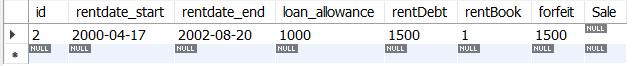 id rentdate_start rentdate_end loan_allowance rentDebt rentBook forfeit Sale
2 2000-04-17 2002-08-20 1000 1500 1 1500 NULL
NULL NULL NULL NULL NULL NULL NULL NULL